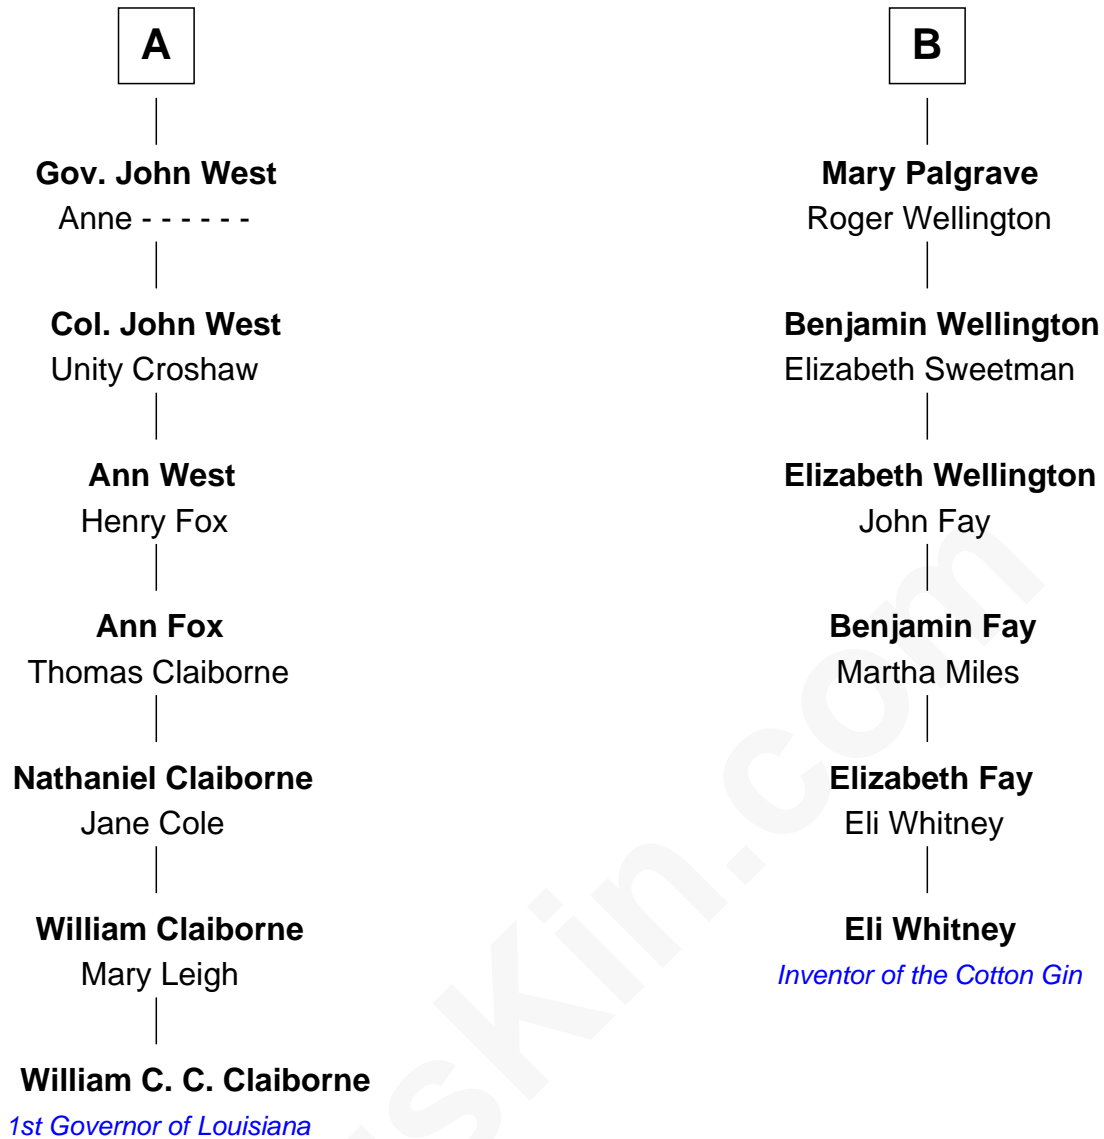 A
Gov. John West
Anne - - - - - -
Col. John West
Unity Croshaw
Ann West
Henry Fox
Ann Fox
Thomas Claiborne
Nathaniel Claiborne
Jane Cole
William Claiborne
Mary Leigh
William C. C. Claiborne
1st Governor of Louisiana
B
Mary Palgrave
Roger Wellington
Benjamin Wellington
Elizabeth Sweetman
Elizabeth Wellington
John Fay
Benjamin Fay
Martha Miles
Elizabeth Fay
Eli Whitney
Eli Whitney
Inventor of the Cotton Gin
sKin.com